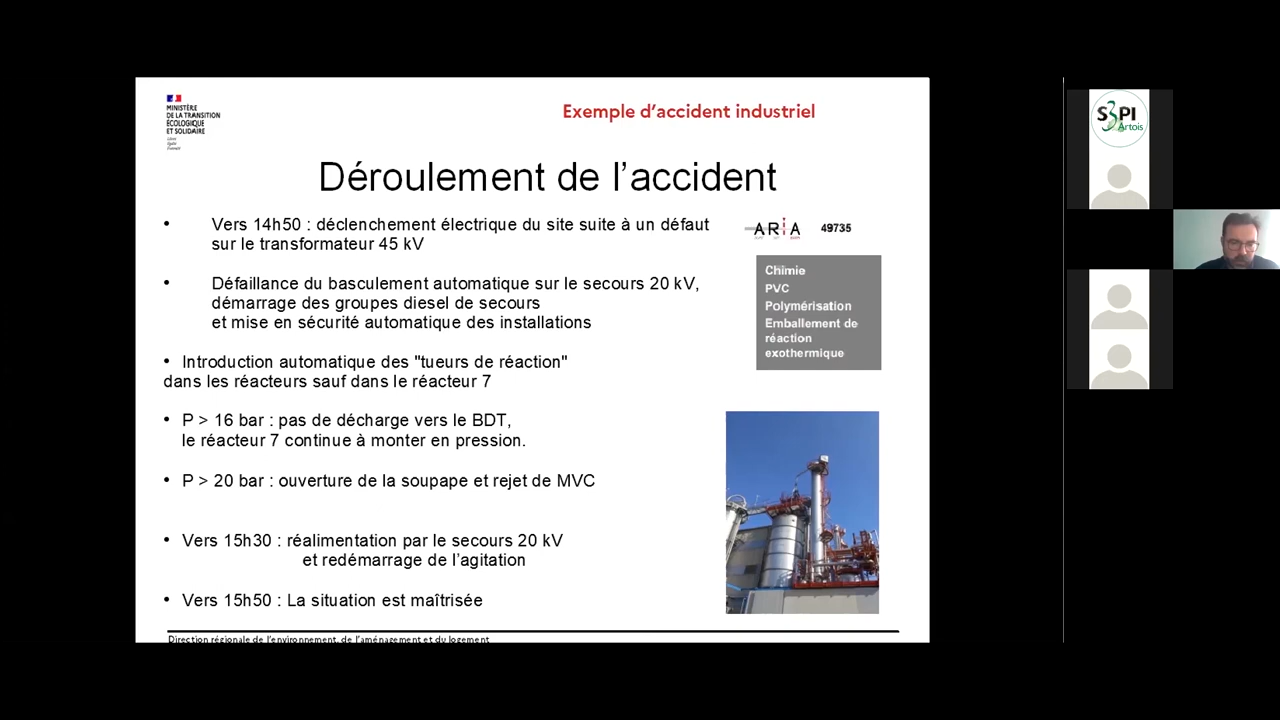 MINISTÈRE
DE LA TRANSITION
ÉCOLOGIQUE
ET SOLIDAIRE
Liberté
Égalité
Fraternité
Exemple d’accident industriel
Déroulement de l’accident
• Vers 14h50 : déclenchement électrique du site suite à un défaut
sur le transformateur 45 kV
• Défaillance du basculement automatique sur le secours 20 kV,
démarrage des groupes diesel de secours
et mise en sécurité automatique des installations
• Introduction automatique des "tueurs de réaction"
dans les réacteurs sauf dans le réacteur 7
• P > 16 bar : pas de décharge vers le BDT,
le réacteur 7 continue à monter en pression.
• P > 20 bar : ouverture de la soupape et rejet de MVC
• Vers 15h30 : réalimentation par le secours 20 kV
et redémarrage de l’agitation
• Vers 15h50 : La situation est maîtrisée
ARIA 49735
Chimie
PVC
Polymérisation
Emballement de
réaction
exothermique
Direction régionale de l’environnement, de l’aménagement et du logement
S3PI
Artois